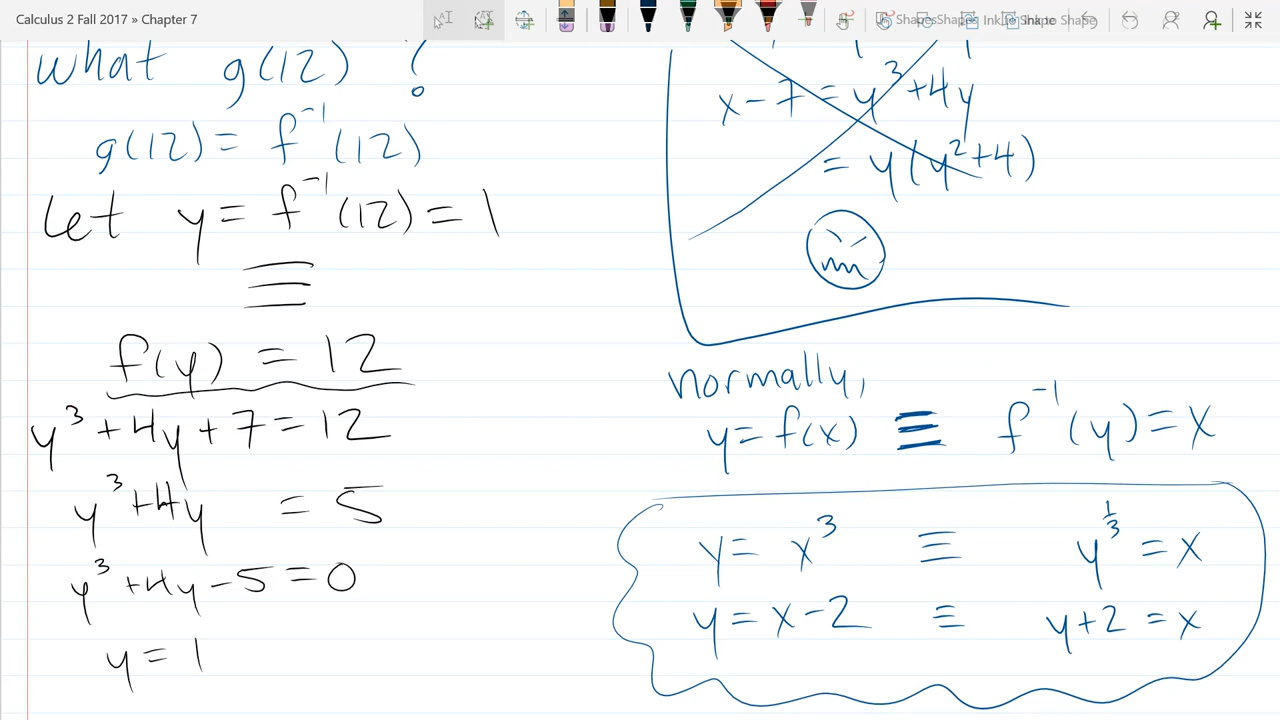 Calculus 2 Fall 2017 » Chapter 7
What g(12) ?
g(12) = f⁻¹(12)
Let y = f⁻¹(12) = 1
≡
f(y) = 12
y³ + 4y + 7 = 12
y³ + 4y = 5
y³ + 4y - 5 = 0
y = 1
x - 7 = y³ + 4y
= y(y² + 4)
normally,
y = f(x) ≡ f⁻¹(y) = x
y = x³ ≡ y^(1/3) = x
y = x - 2 ≡ y + 2 = x